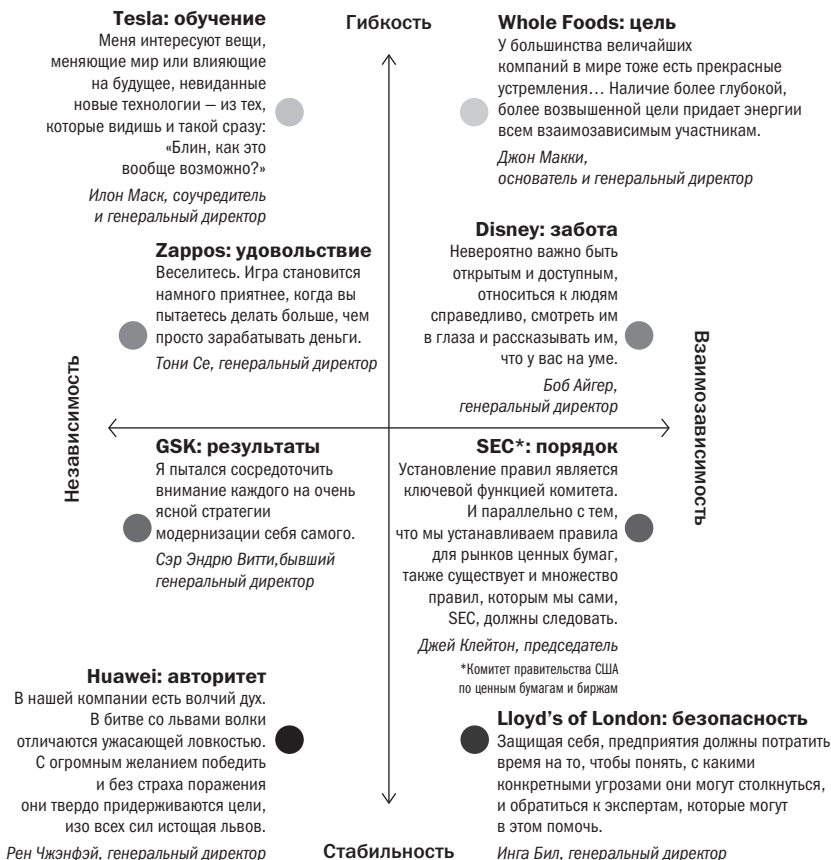 Гибкость
Tesla: обучение
Меня интересуют вещи,
меняющие мир или влияющие
на будущее, невиданные
новые технологии — из тех,
которые видишь и такой сразу:
«Блин, как это
вообще возможно?»
Илон Маск, соучредитель
и генеральный директор
Whole Foods: цель
У большинства величайших
компаний в мире тоже есть прекрасные
устремления… Наличие более глубокой,
более возвышенной цели придает энергии
всем взаимозависимым участникам.
Джон Макки,
основатель и генеральный директор
Zappos: удовольствие
Веселитесь. Игра становится
намного приятнее, когда вы
пытаетесь делать больше, чем
просто зарабатывать деньги.
Тони Се, генеральный директор
Disney: забота
Невероятно важно быть
открытым и доступным,
относиться к людям
справедливо, смотреть им
в глаза и рассказывать им,
что у вас на уме.
Боб Айгер,
генеральный директор
Независимость
Взаимозависимость
GSK: результаты
Я пытался сосредоточить
внимание каждого на очень
ясной стратегии
модернизации себя самого.
Сэр Эндрю Витти,бывший
генеральный директор
SEC*: порядок
Установление правил является
ключевой функцией комитета.
И параллельно с тем,
что мы устанавливаем правила
для рынков ценных бумаг,
также существует и множество
правил, которым мы сами,
SEC, должны следовать.
Джей Клейтон, председатель
*Комитет правительства США
по ценным бумагам и биржам
Huawei: авторитет
В нашей компании есть волчий дух.
В битве со львами волки
отличаются ужасающей ловкостью.
С огромным желанием победить
и без страха поражения
они твердо придерживаются цели,
изо всех сил истощая львов.
Рен Чжэнфэй, генеральный директор
Lloyd’s of London: безопасность
Защищая себя, предприятия должны потратить
время на то, чтобы понять, с какими
конкретными угрозами они могут столкнуться,
и обратиться к экспертам, которые могут
в этом помочь.
Инга Бил, генеральный директор
Стабильность